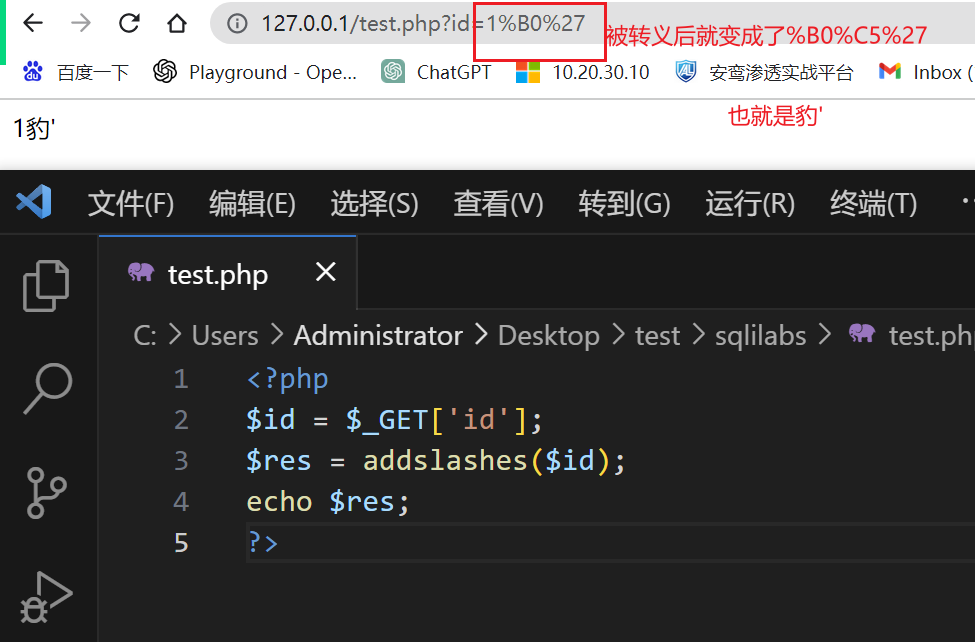 127.0.0.1/test.php?id=1%B0%27
被转义后就变成了%B0%C5%27
百度一下 Playground - Ope... ChatGPT 10.20.30.10 安鸾渗透实战平台 Inbox (
也就是豹'
1豹'
文件(F) 编辑(E) 选择(S) 查看(V) 转到(G) 运行(R) 终端(T) ··
test.php
C: > Users > Administrator > Desktop > test > sqlilabs > test.ph
1 <?php
2 $id = $_GET['id'];
3 $res = addslashes($id);
4 echo $res;
5 ?>